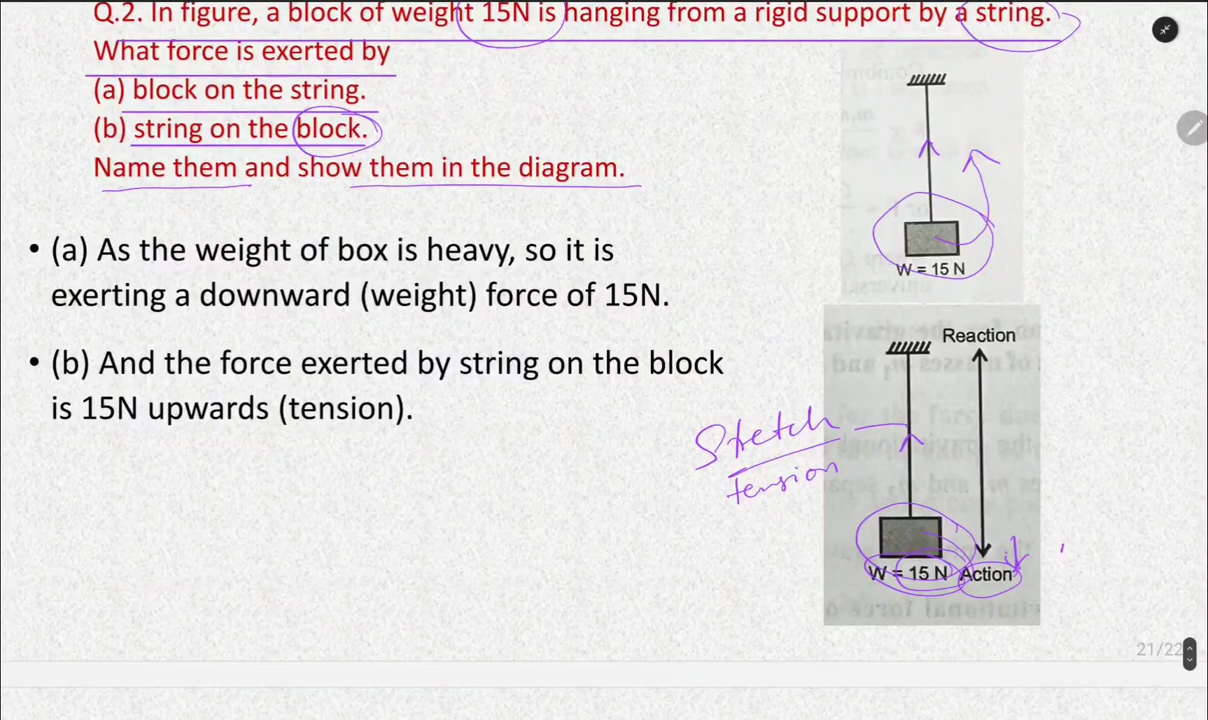 Q.2. In figure, a block of weight 15N is hanging from a rigid support by a string.
What force is exerted by
(a) block on the string.
(b) string on the block.
Name them and show them in the diagram.
W = 15 N
• (a) As the weight of box is heavy, so it is
exerting a downward (weight) force of 15N.
• (b) And the force exerted by string on the block
is 15N upwards (tension).
Reaction
Stretch
tension
W = 15 N Action
21/22